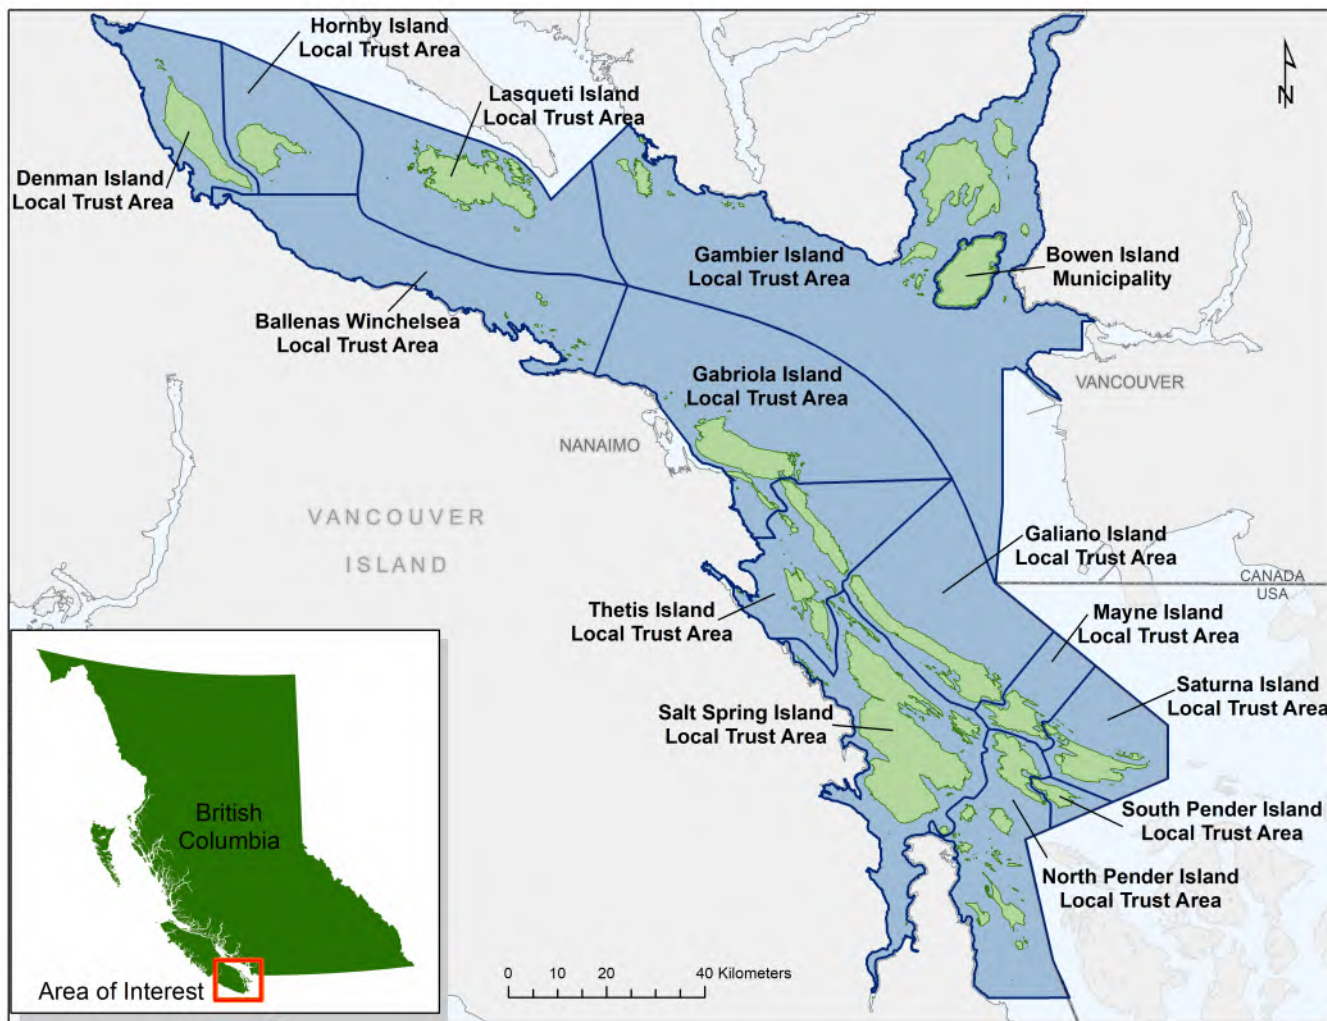 Hornby Island
Local Trust Area
Lasqueti Island
Local Trust Area
N
Denman Island
Local Trust Area
Gambier Island
Local Trust Area
Bowen Island
Municipality
Ballenas Winchelsea
Local Trust Area
VANCOUVER
Gabriola Island
Local Trust Area
NANAIMO
VANCOUVER
ISLAND
Galiano Island
Local Trust Area
CANADA
USA
Thetis Island
Local Trust Area
Mayne Island
Local Trust Area
Saturna Island
Local Trust Area
Salt Spring Island
Local Trust Area
South Pender Island
Local Trust Area
North Pender Island
Local Trust Area
British
Columbia
Area of Interest
0 10 20 40 Kilometers